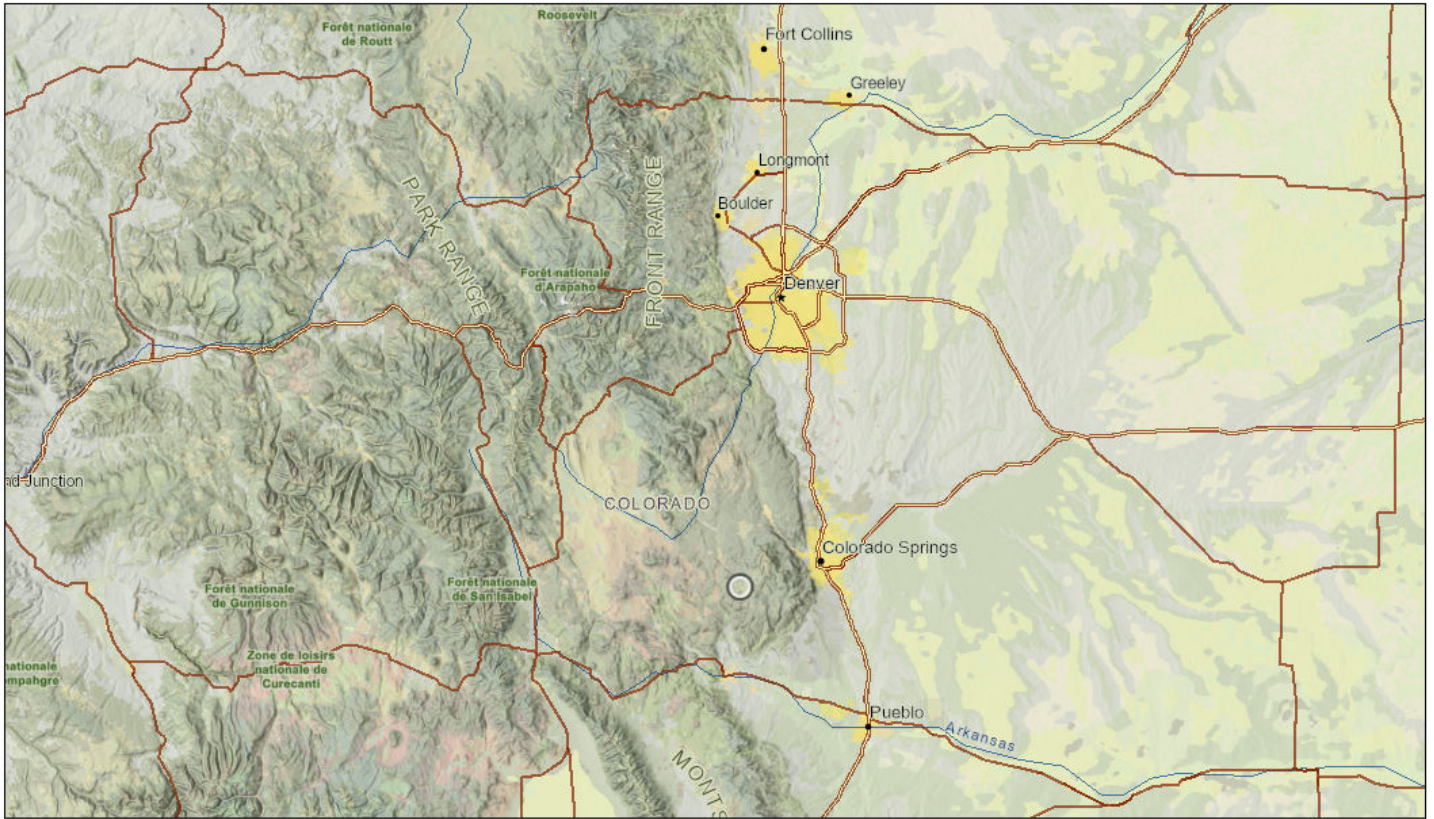 Roosevelt
Forêt nationale
de Routt
Fort Collins
Greeley
Longmont
Boulder
PARK RANGE
FRONT RANGE
Forêt nationale
d'Arapaho
Denver
nd Junction
COLORADO
Colorado Springs
Forêt nationale
de Gunnison
Forêt nationale
de San Isabel
Zone de loisirs
nationale de
Curecanti
nationale
ompahgre
Pueblo
Arkansas
MONTS